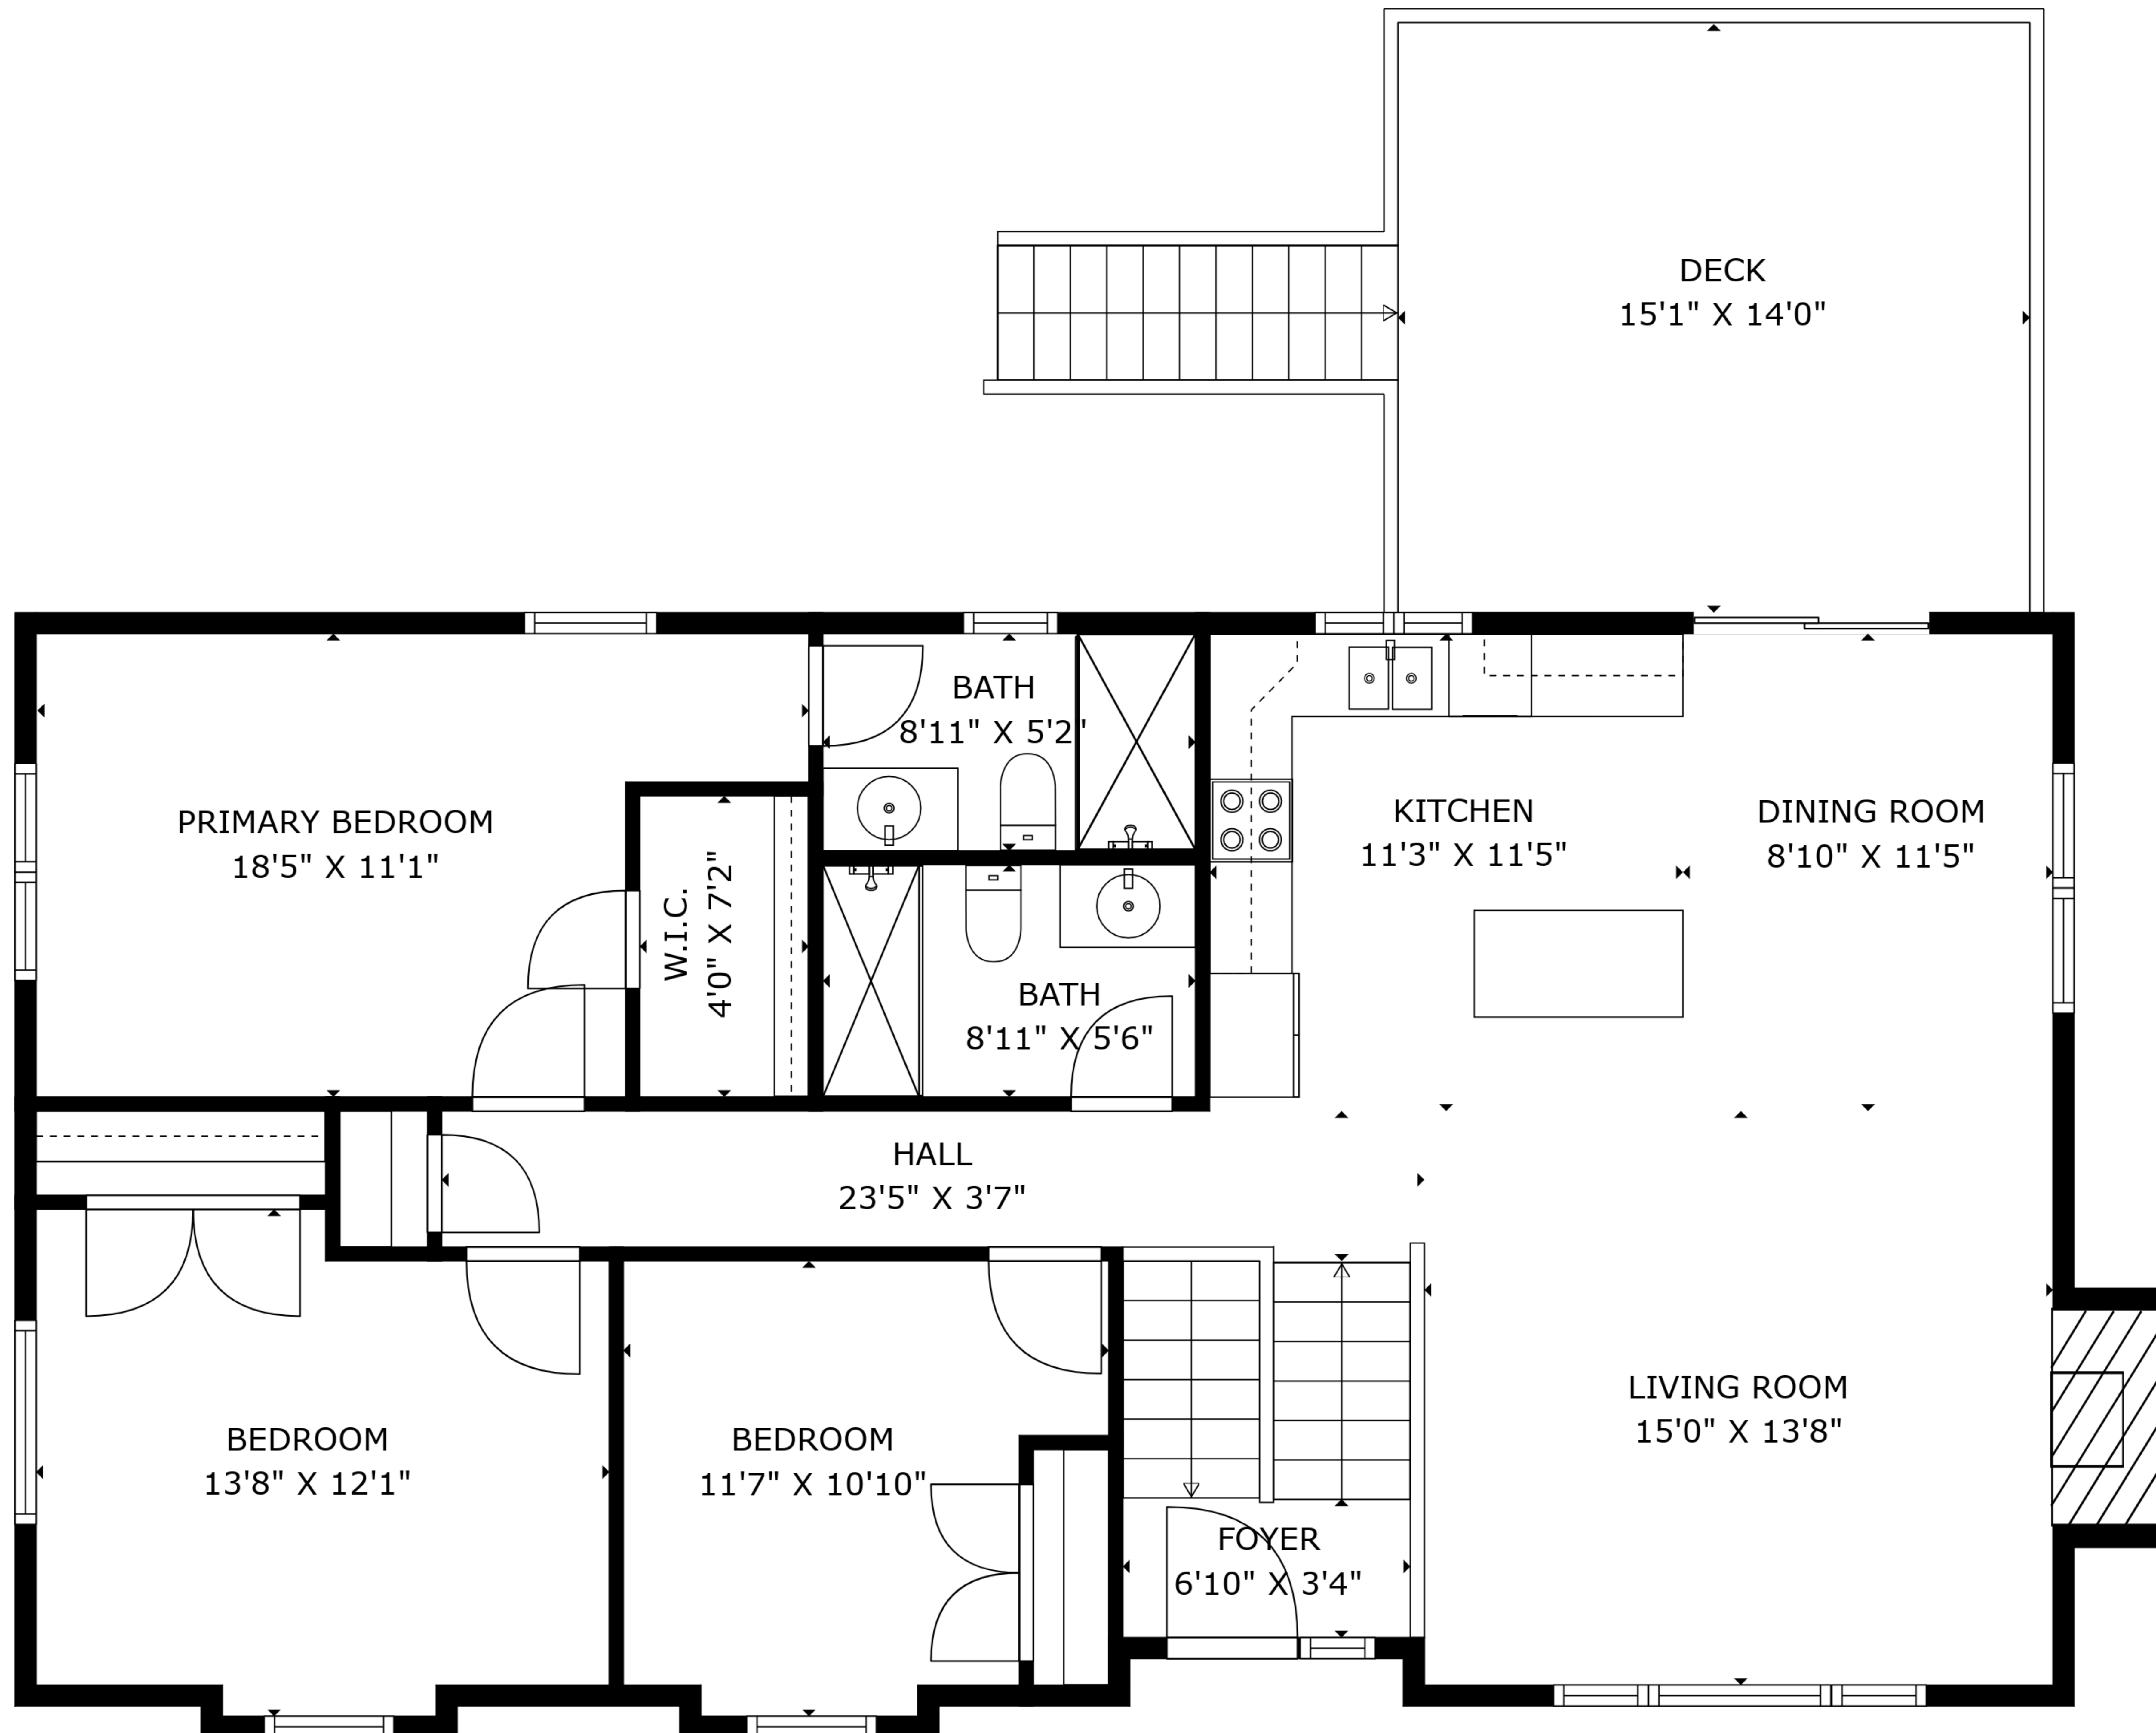 DECK
15'1" X 14'0"
BATH
8'11" X 5'2"
PRIMARY BEDROOM
18'5" X 11'1"
W.I.C.
4'0" X 7'2"
KITCHEN
11'3" X 11'5"
DINING ROOM
8'10" X 11'5"
BATH
8'11" X 5'6"
HALL
23'5" X 3'7"
BEDROOM
13'8" X 12'1"
BEDROOM
11'7" X 10'10"
FOYER
6'10" X 3'4"
LIVING ROOM
15'0" X 13'8"